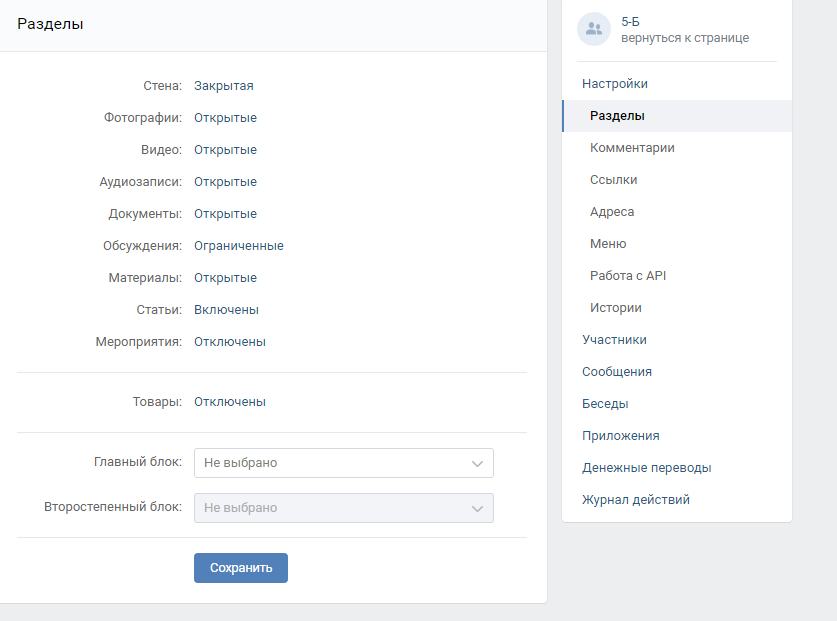 Разделы
Стена: Закрытая
Фотографии: Открытые
Видео: Открытые
Аудиозаписи: Открытые
Документы: Открытые
Обсуждения: Ограниченные
Материалы: Открытые
Статьи: Включены
Мероприятия: Отключены
Товары: Отключены
Главный блок: Не выбрано
Второстепенный блок: Не выбрано
Сохранить
5-Б
вернуться к странице
Настройки
Разделы
Комментарии
Ссылки
Адреса
Меню
Работа с API
Истории
Участники
Сообщения
Беседы
Приложения
Денежные переводы
Журнал действий